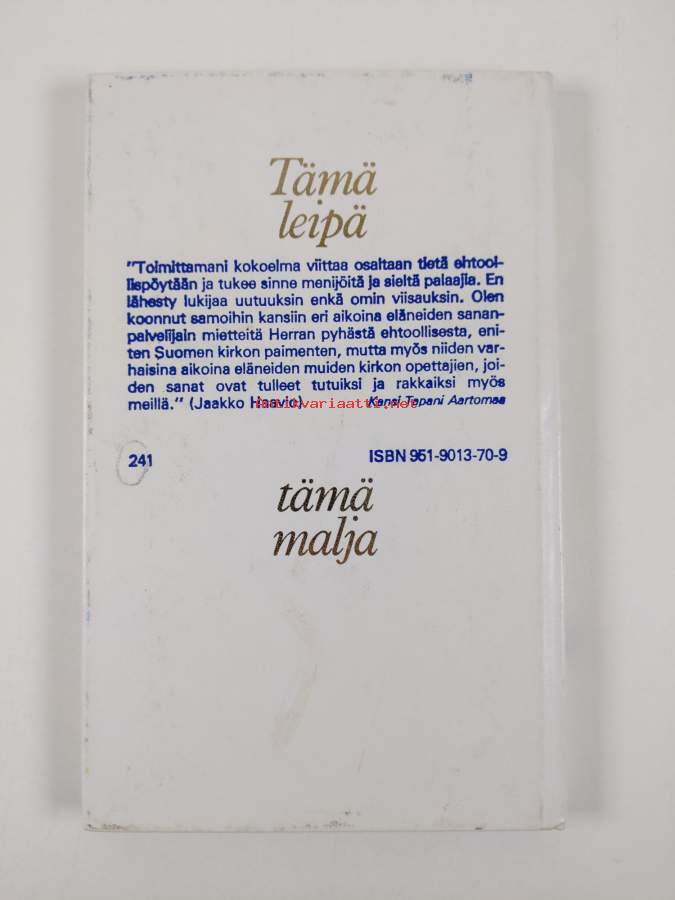 Tämä
leipä
"Toimittamani kokoelma viittaa osaltaan tietä ehtool-
lispöytään ja tukee sinne menijöitä ja sieltä palaajia. En
lähesty lukijaa uutuuksin enkä omin viisauksin. Olen
koonnut samoihin kansiin eri aikoina eläneiden sanan-
palvelijain mietteitä Herran pyhästä ehtoollisesta, eni-
ten Suomen kirkon paimenten, mutta myös niiden var-
haisina aikoina eläneiden muiden kirkon opettajien, joi-
den sanat ovat tulleet tutuiksi ja rakkaiksi myös
meillä." (Jaakko Haavio) Kansi Tapani Aartomaa
antikvariaatti.net
241 ISBN 951-9013-70-9
tämä
malja